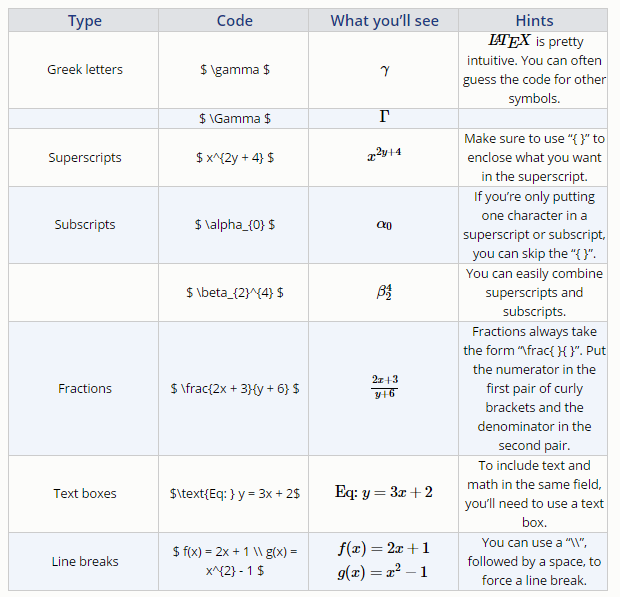 Type Code What you'll see Hints
Greek letters $ \gamma $ γ LATEX is pretty
intuitive. You can often
guess the code for other
symbols.
$ \Gamma $ Γ
Superscripts $ x^{2y + 4} $ x^{2y+4} Make sure to use “{ }” to
enclose what you want
in the superscript.
Subscripts $ \alpha_{0} $ α₀ If you’re only putting
one character in a
superscript or subscript,
you can skip the “{ }”.
$ \beta_{2}^{4} $ β₂⁴ You can easily combine
superscripts and
subscripts.
Fractions $ \frac{2x + 3}{y + 6} $ 2x+3/y+6 Fractions always take
the form “\frac{ }{ }”. Put
the numerator in the
first pair of curly
brackets and the
denominator in the
second pair.
Text boxes $\text{Eq: } y = 3x + 2$ Eq: y = 3x + 2 To include text and
math in the same field,
you’ll need to use a text
box.
Line breaks $ f(x) = 2x + 1 \\ g(x) =
x^{2} - 1 $ f(x) = 2x + 1
g(x) = x² − 1 You can use a “\\”,
followed by a space, to
force a line break.